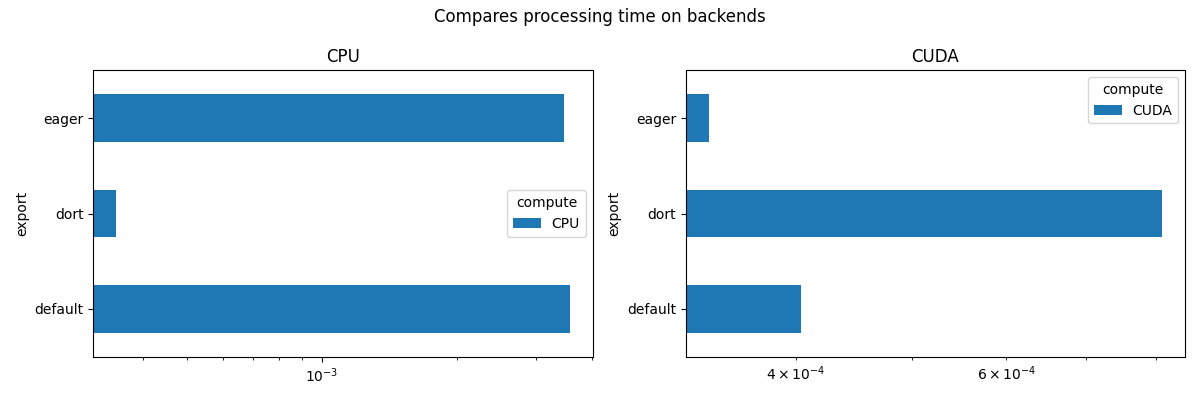 Compares processing time on backends
CPU
export
eager
dort
default
compute
CPU
10⁻³
CUDA
export
eager
dort
default
compute
CUDA
4 × 10⁻⁴
6 × 10⁻⁴